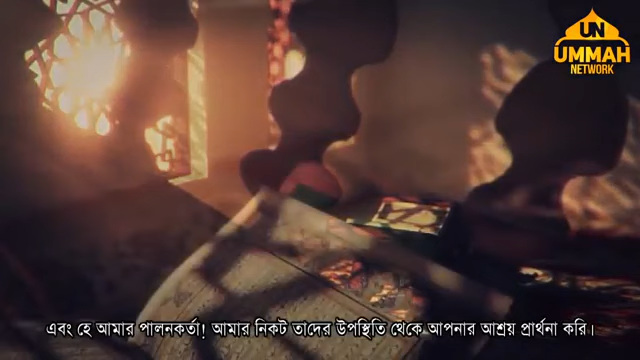 UN
UMMAH
NETWORK
এবং হে আমার পালনকর্তা! আমার নিকট তাদের উপস্থিতি থেকে আপনার আশ্রয় প্রার্থনা করি।